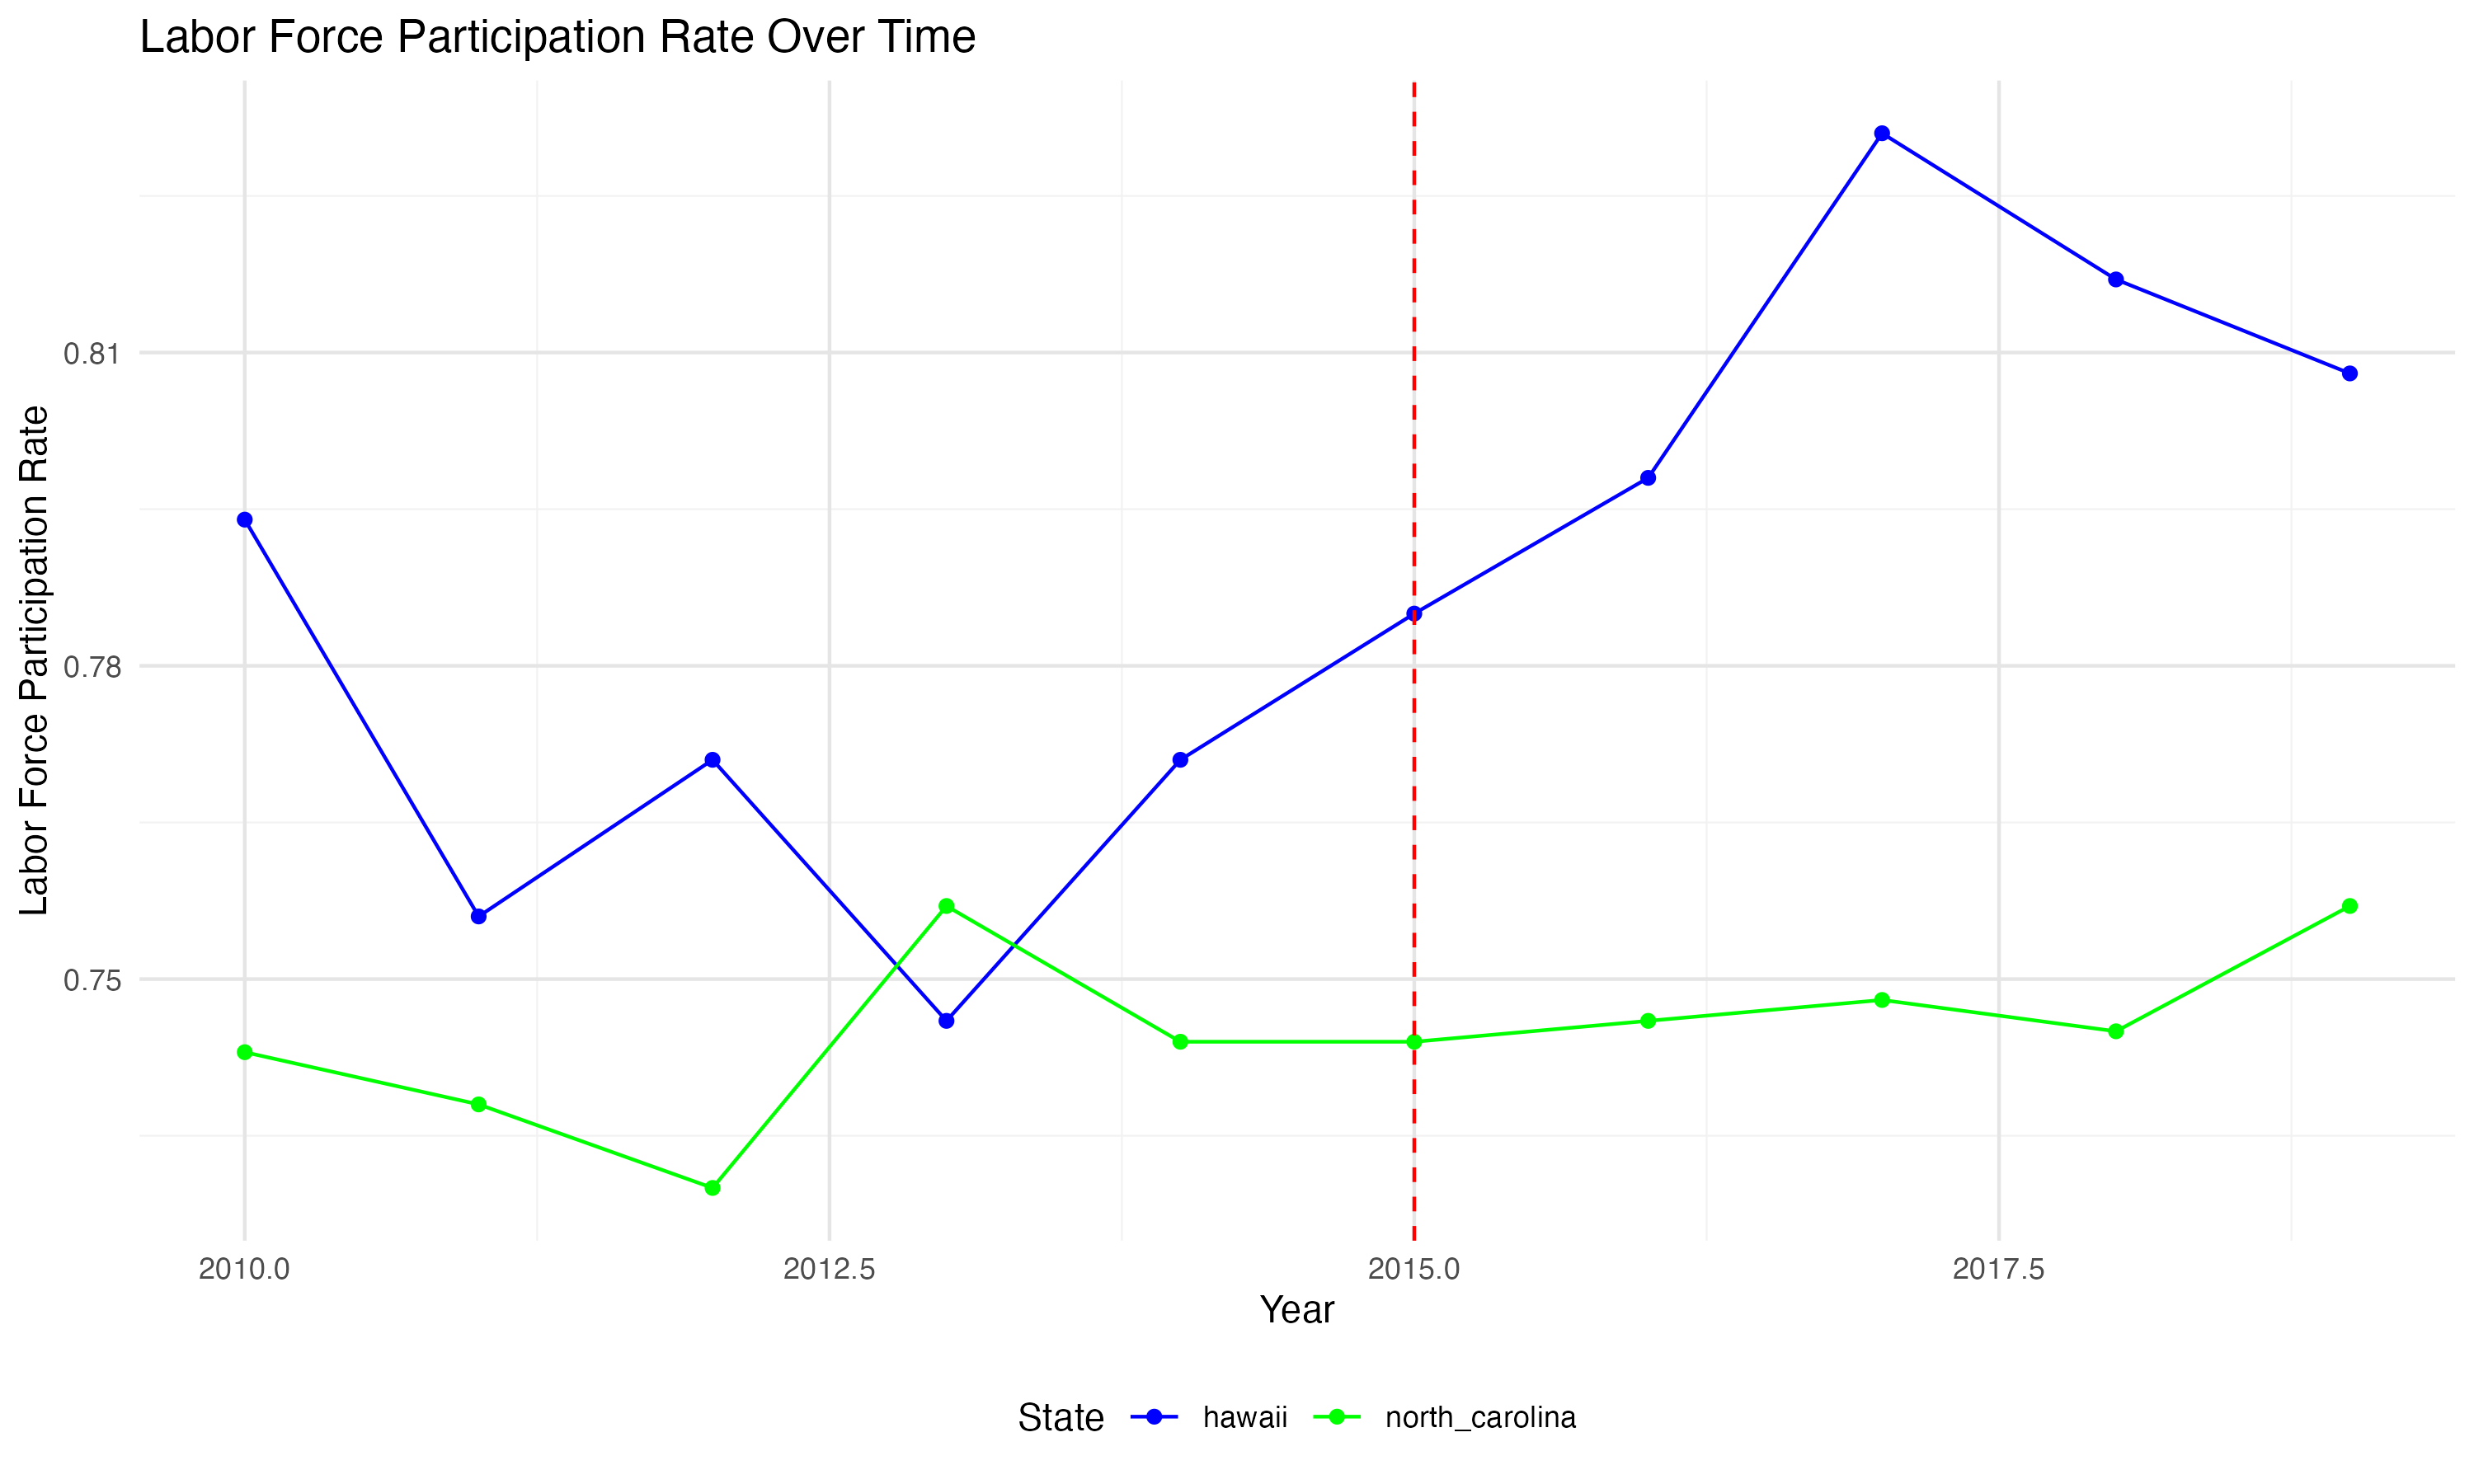 Labor Force Participation Rate Over Time
Labor Force Participation Rate
0.81
0.78
0.75
2010.0 2012.5 2015.0 2017.5
Year
State hawaii north_carolina